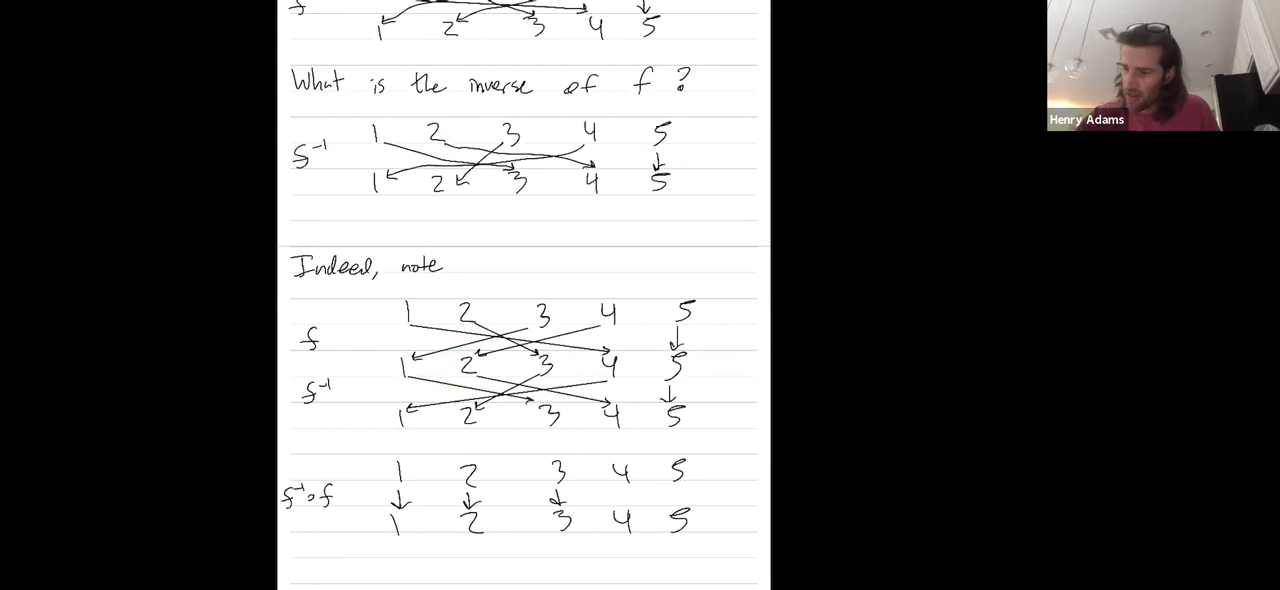 f
1 2 3 4 5
What is the inverse of f?
1 2 3 4 5
f⁻¹
1 2 3 4 5
Indeed, note
1 2 3 4 5
f
1 2 3 4 5
f⁻¹
1 2 3 4 5
1 2 3 4 5
f⁻¹∘f
1 2 3 4 5
Henry Adams